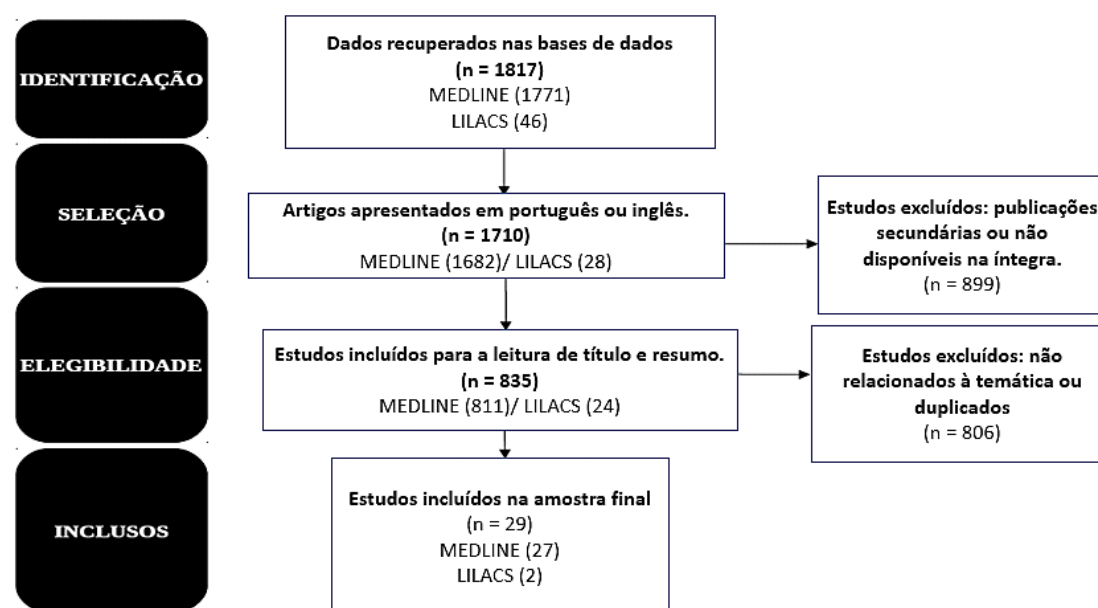 IDENTIFICAÇÃO
Dados recuperados nas bases de dados
(n = 1817)
MEDLINE (1771)
LILACS (46)
SELEÇÃO
Artigos apresentados em português ou inglês.
(n = 1710)
MEDLINE (1682)/ LILACS (28)
Estudos excluídos: publicações
secundárias ou não
disponíveis na íntegra.
(n = 899)
ELEGIBILIDADE
Estudos incluídos para a leitura de título e resumo.
(n = 835)
MEDLINE (811)/ LILACS (24)
Estudos excluídos: não
relacionados à temática ou
duplicados
(n = 806)
INCLUSOS
Estudos incluídos na amostra final
(n = 29)
MEDLINE (27)
LILACS (2)